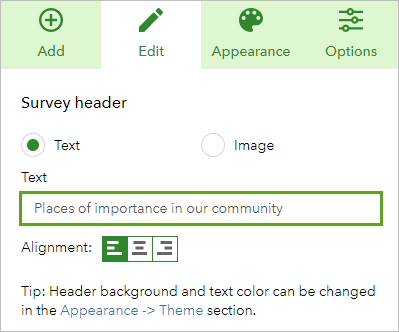 Add Edit Appearance Options
Survey header
Text Image
Text
Places of importance in our community
Alignment:
Tip: Header background and text color can be changed
in the Appearance -> Theme section.